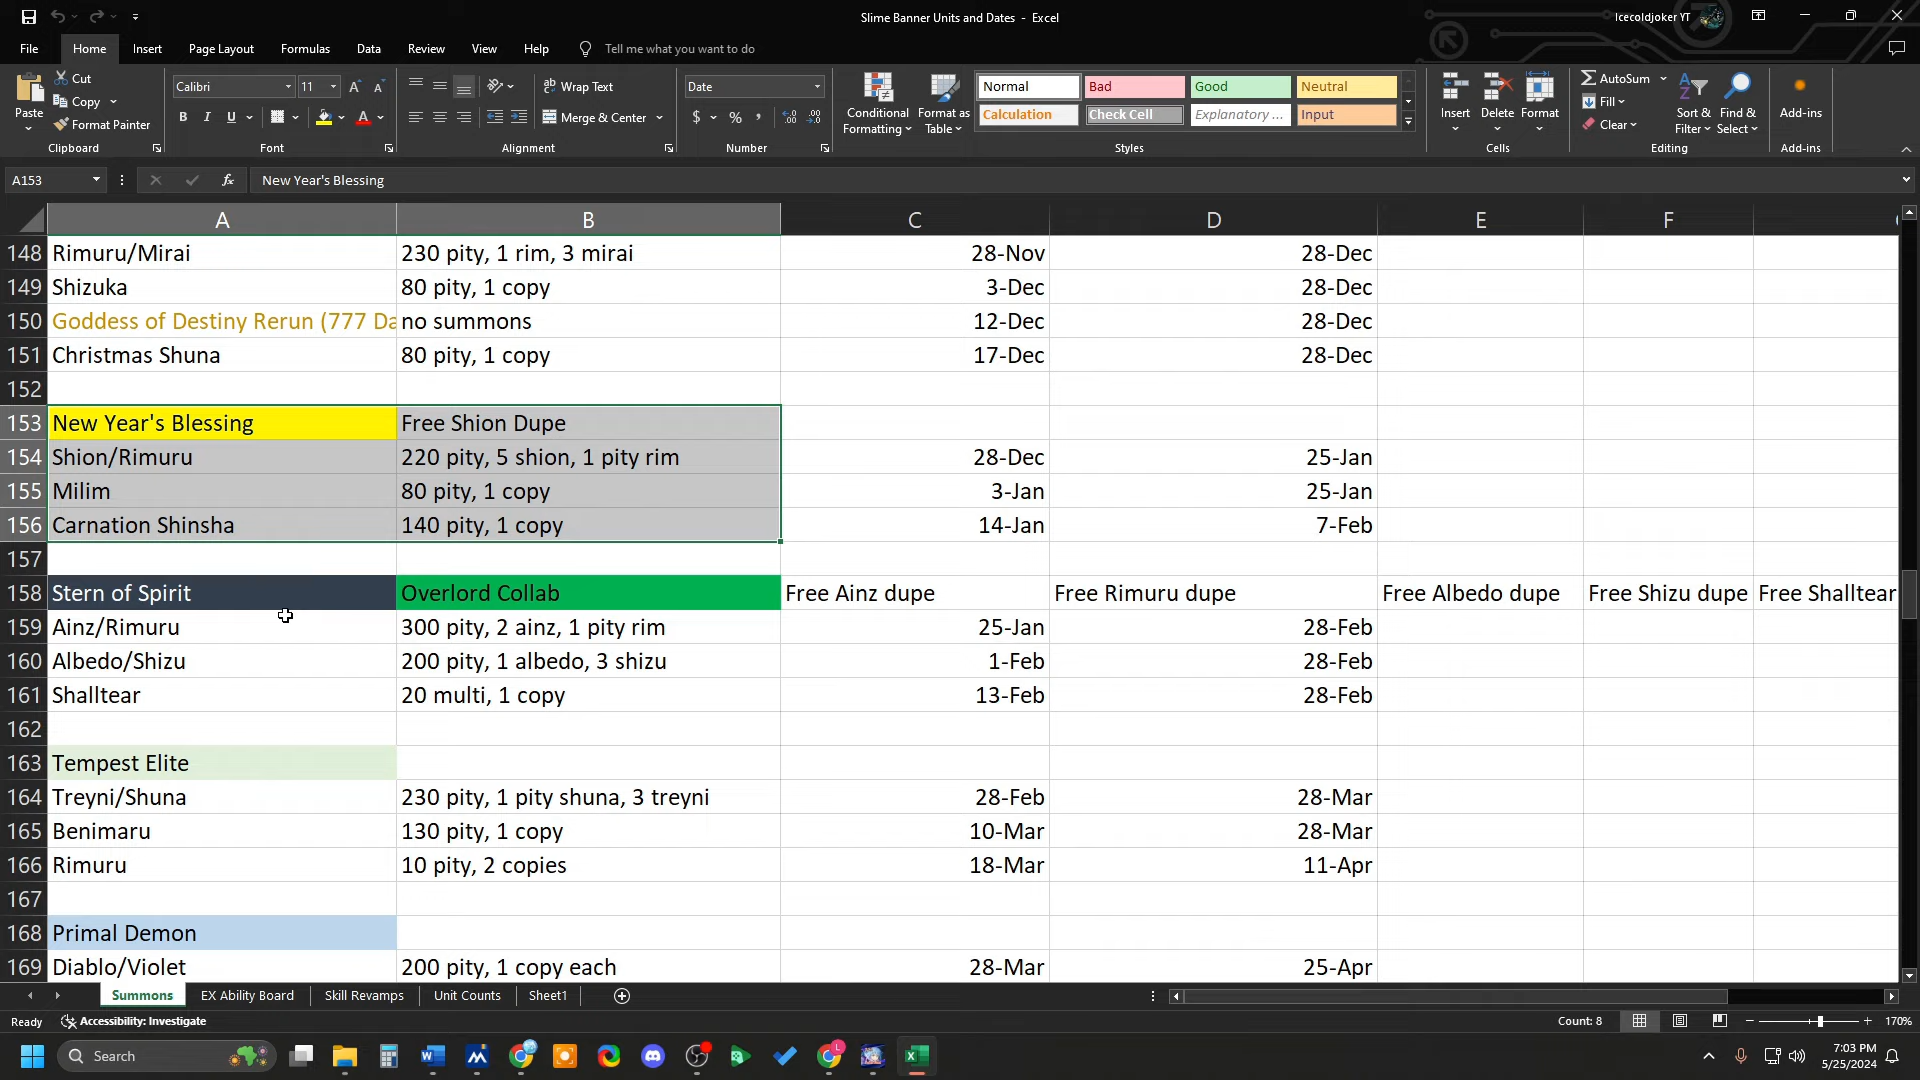 Slime Banner Units and Dates - Excel
Icecoldjoker YT
File Home Insert Page Layout Formulas Data Review View Help Tell me what you want to do
Cut
Copy
Format Painter
Paste
Clipboard
Calibri 11
B I U
Font
Wrap Text
Merge & Center
Alignment
Date
$ % ,
Number
Conditional Formatting
Format as Table
Normal Bad Good Neutral
Calculation Check Cell Explanatory ... Input
Styles
Insert Delete Format
Cells
AutoSum
Fill
Clear
Sort & Filter
Find & Select
Editing
Add-ins
Add-ins
A153 fx New Year's Blessing
A B C D E F
148 Rimuru/Mirai 230 pity, 1 rim, 3 mirai 28-Nov 28-Dec
149 Shizuka 80 pity, 1 copy 3-Dec 28-Dec
150 Goddess of Destiny Rerun (777 Da no summons 12-Dec 28-Dec
151 Christmas Shuna 80 pity, 1 copy 17-Dec 28-Dec
152
153 New Year's Blessing Free Shion Dupe
154 Shion/Rimuru 220 pity, 5 shion, 1 pity rim 28-Dec 25-Jan
155 Milim 80 pity, 1 copy 3-Jan 25-Jan
156 Carnation Shinsha 140 pity, 1 copy 14-Jan 7-Feb
157
158 Stern of Spirit Overlord Collab Free Ainz dupe Free Rimuru dupe Free Albedo dupe Free Shizu dupe Free Shalltear
159 Ainz/Rimuru 300 pity, 2 ainz, 1 pity rim 25-Jan 28-Feb
160 Albedo/Shizu 200 pity, 1 albedo, 3 shizu 1-Feb 28-Feb
161 Shalltear 20 multi, 1 copy 13-Feb 28-Feb
162
163 Tempest Elite
164 Treyni/Shuna 230 pity, 1 pity shuna, 3 treyni 28-Feb 28-Mar
165 Benimaru 130 pity, 1 copy 10-Mar 28-Mar
166 Rimuru 10 pity, 2 copies 18-Mar 11-Apr
167
168 Primal Demon
169 Diablo/Violet 200 pity, 1 copy each 28-Mar 25-Apr
Summons EX Ability Board Skill Revamps Unit Counts Sheet1
Ready Accessibility: Investigate Count: 8 170%
Search
7:03 PM
5/25/2024